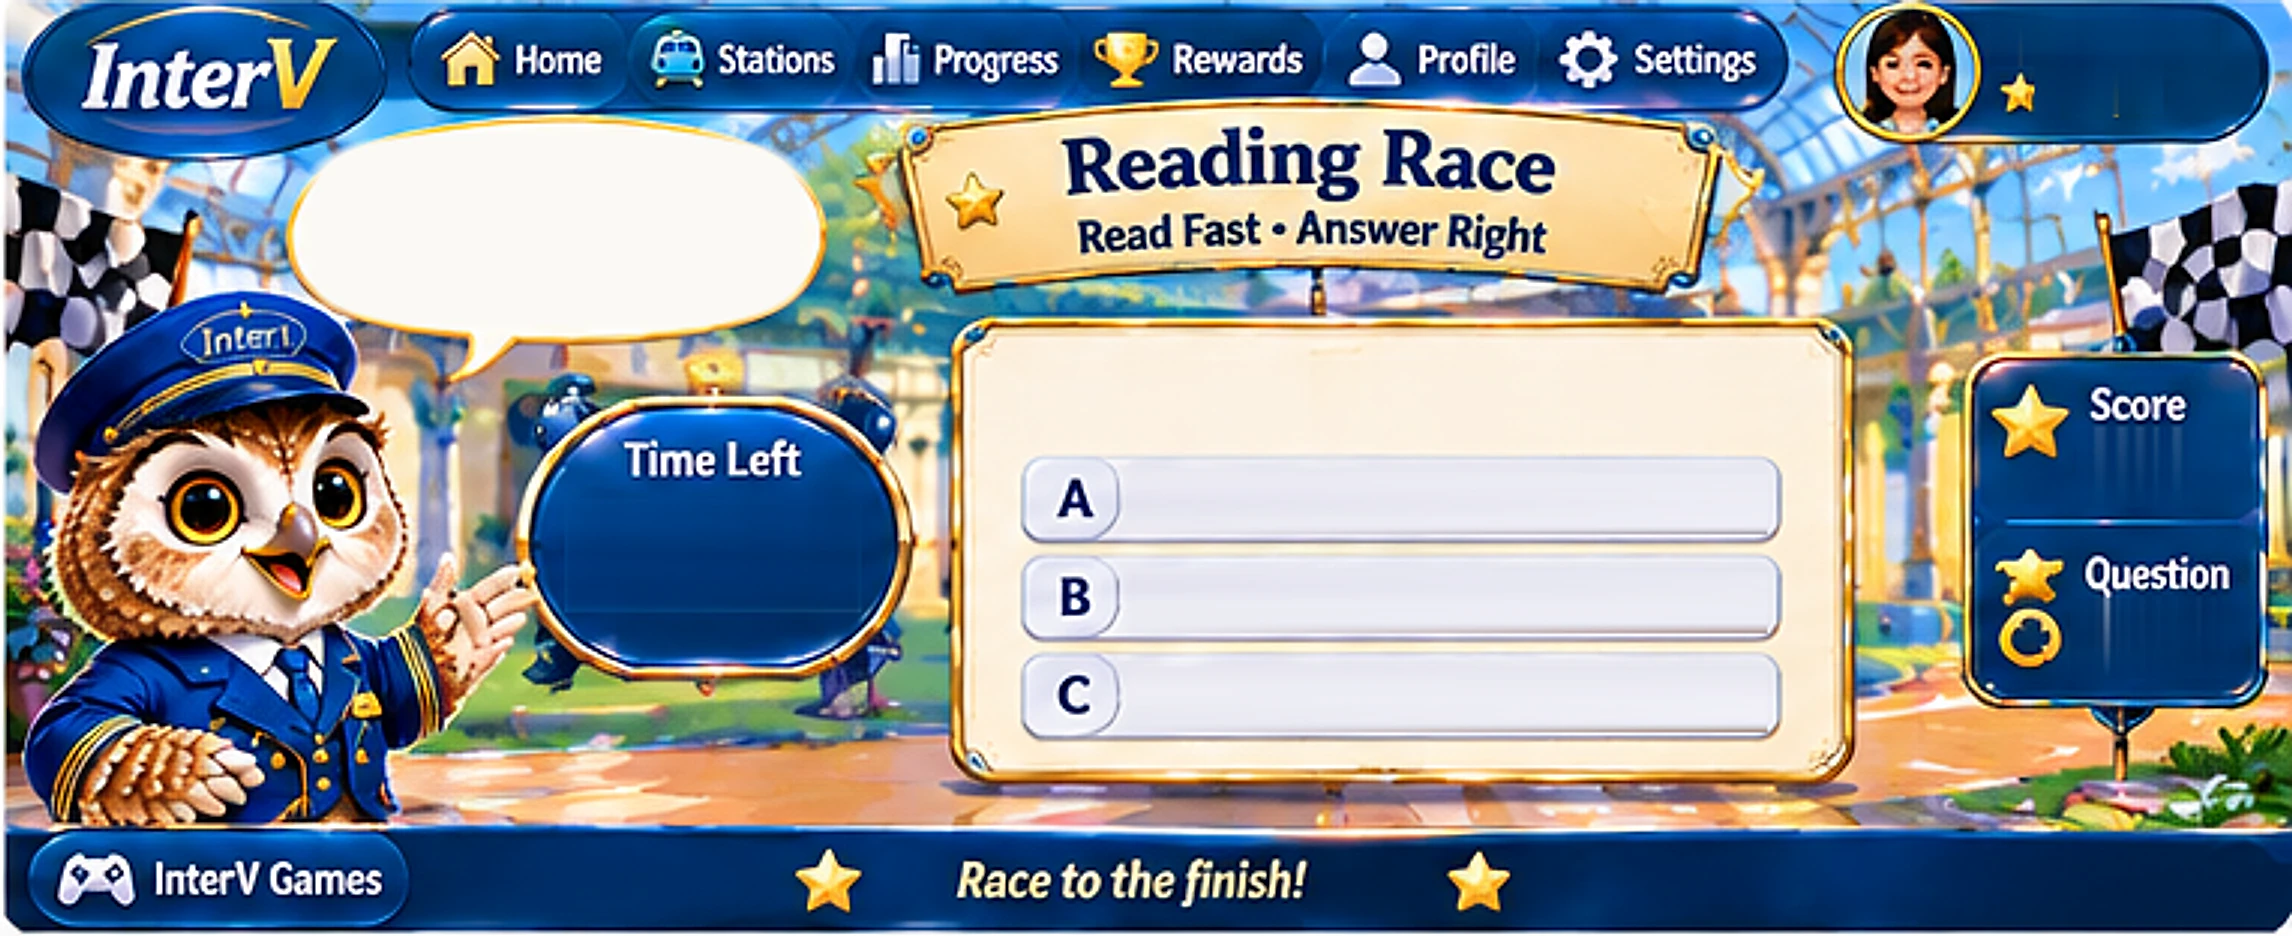 InterV
Home
Stations
Progress
Rewards
Profile
Settings
Reading Race
Read Fast • Answer Right
Inter
Time Left
A
B
C
Score
Question
InterV Games
Race to the finish!